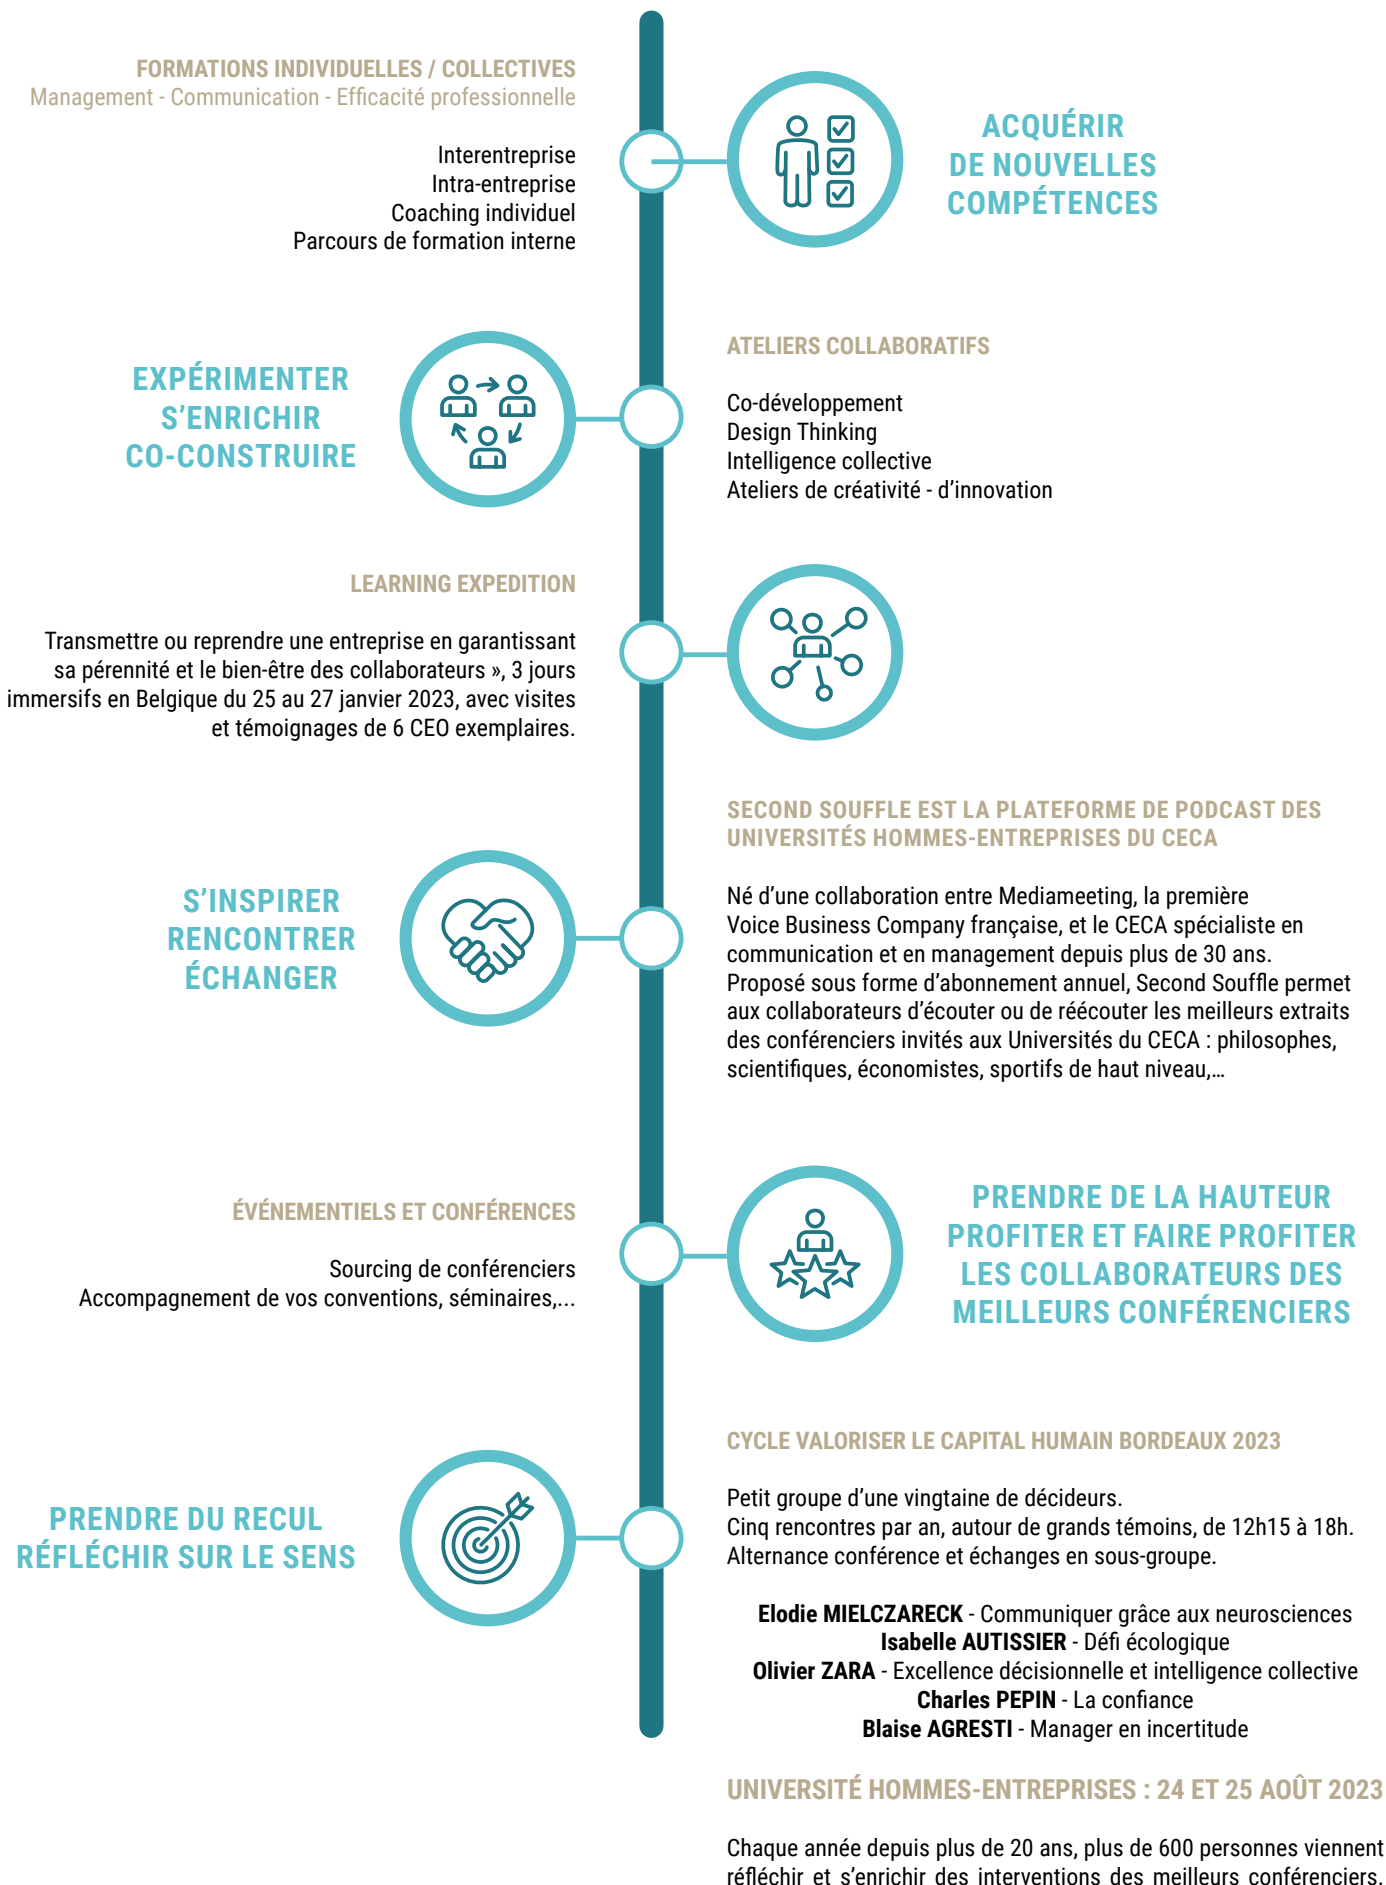 FORMATIONS INDIVIDUELLES / COLLECTIVES
Management - Communication - Efficacité professionnelle
Interentreprise
Intra-entreprise
Coaching individuel
Parcours de formation interne
ACQUÉRIR
DE NOUVELLES
COMPÉTENCES
EXPÉRIMENTER
S’ENRICHIR
CO-CONSTRUIRE
ATELIERS COLLABORATIFS
Co-développement
Design Thinking
Intelligence collective
Ateliers de créativité - d’innovation
LEARNING EXPEDITION
Transmettre ou reprendre une entreprise en garantissant
sa pérennité et le bien-être des collaborateurs », 3 jours
immersifs en Belgique du 25 au 27 janvier 2023, avec visites
et témoignages de 6 CEO exemplaires.
S’INSPIRER
RENCONTRER
ÉCHANGER
SECOND SOUFFLE EST LA PLATEFORME DE PODCAST DES
UNIVERSITÉS HOMMES-ENTREPRISES DU CECA
Né d’une collaboration entre Mediameeting, la première
Voice Business Company française, et le CECA spécialiste en
communication et en management depuis plus de 30 ans.
Proposé sous forme d’abonnement annuel, Second Souffle permet
aux collaborateurs d’écouter ou de réécouter les meilleurs extraits
des conférenciers invités aux Universités du CECA : philosophes,
scientifiques, économistes, sportifs de haut niveau,...
ÉVÉNEMENTIELS ET CONFÉRENCES
Sourcing de conférenciers
Accompagnement de vos conventions, séminaires,...
PRENDRE DE LA HAUTEUR
PROFITER ET FAIRE PROFITER
LES COLLABORATEURS DES
MEILLEURS CONFÉRENCIERS
PRENDRE DU RECUL
RÉFLÉCHIR SUR LE SENS
CYCLE VALORISER LE CAPITAL HUMAIN BORDEAUX 2023
Petit groupe d’une vingtaine de décideurs.
Cinq rencontres par an, autour de grands témoins, de 12h15 à 18h.
Alternance conférence et échanges en sous-groupe.
Elodie MIELCZARECK - Communiquer grâce aux neurosciences
Isabelle AUTISSIER - Défi écologique
Olivier ZARA - Excellence décisionnelle et intelligence collective
Charles PEPIN - La confiance
Blaise AGRESTI - Manager en incertitude
UNIVERSITÉ HOMMES-ENTREPRISES : 24 ET 25 AOÛT 2023
Chaque année depuis plus de 20 ans, plus de 600 personnes viennent
réfléchir et s’enrichir des interventions des meilleurs conférenciers.